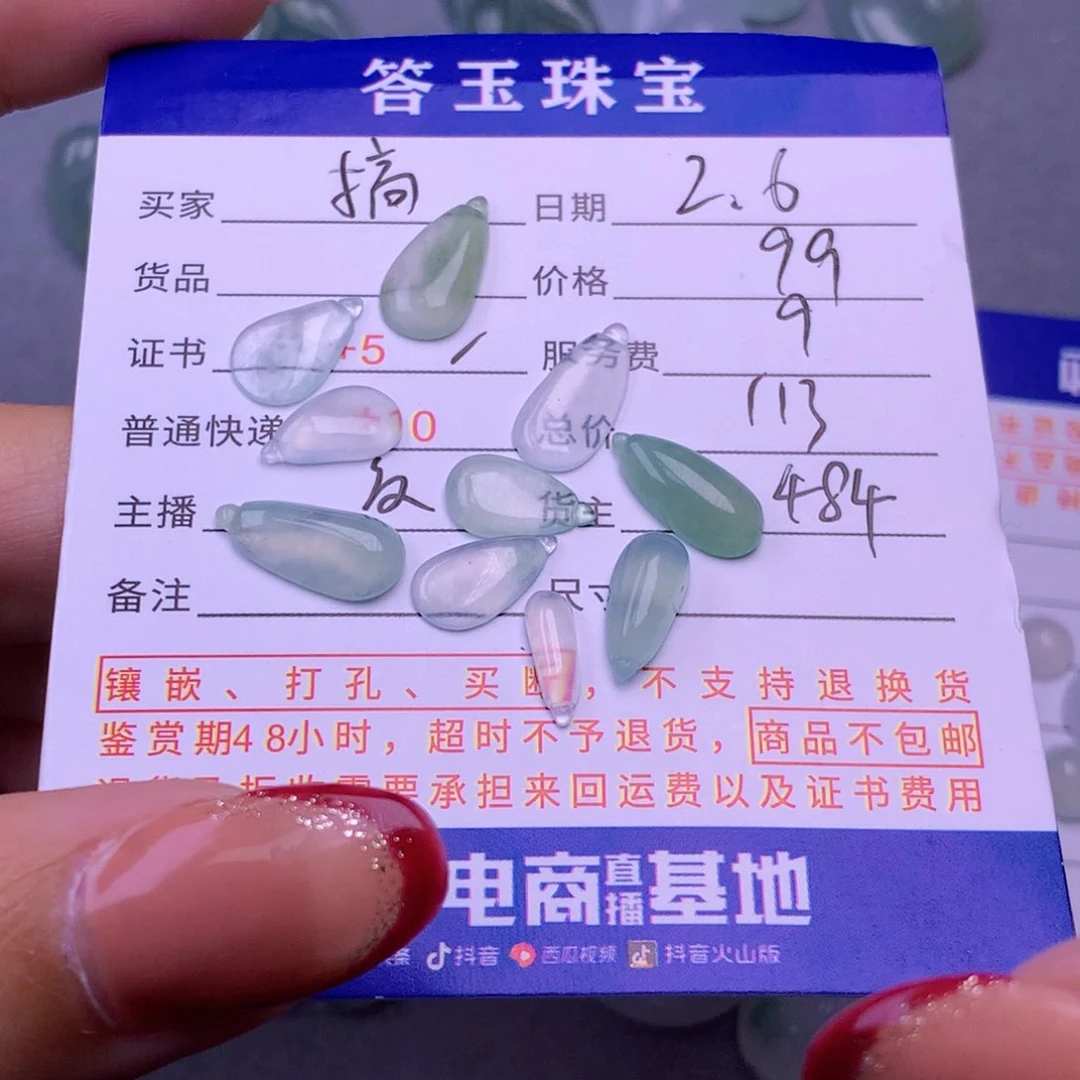 答玉珠宝
买家 搞 日期 2.6
货品 价格 99
证书 +5 / 服务费 9
普通快递 +10 总价 113
主播 货主 484
备注 尺寸
镶嵌、打孔、买断，不支持退换货
鉴赏期48小时，超时不予退货，商品不包邮
需要承担来回运费以及证书费用
电商直播基地
抖音 西瓜视频 抖音火山版